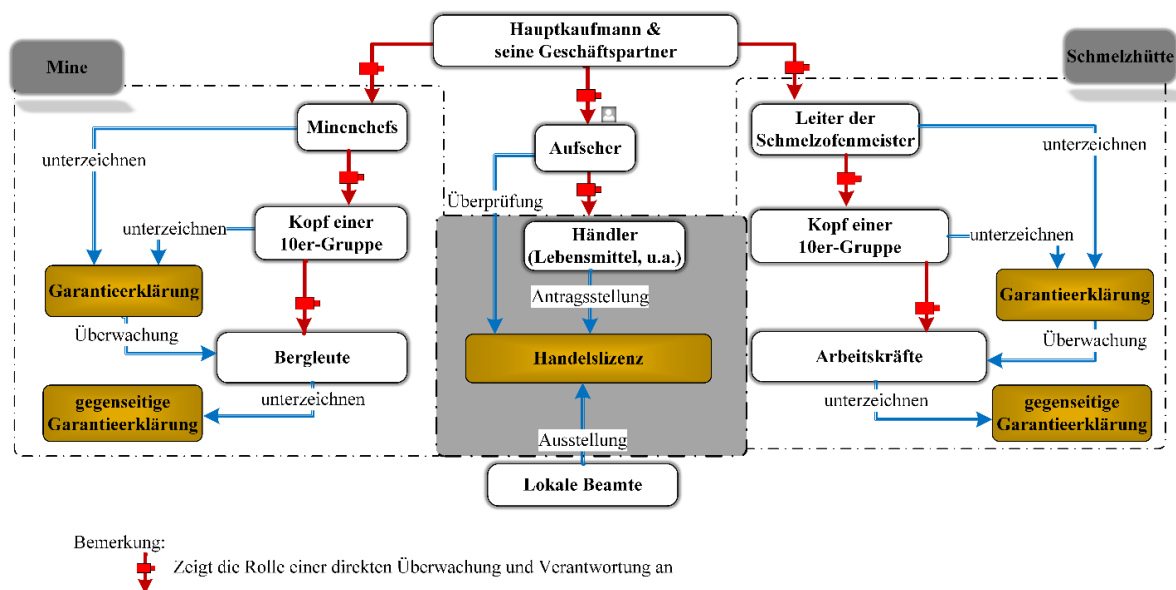 Hauptkaufmann &
seine Geschäftspartner
Mine
Schmelzhütte
Minenchefs
Leiter der
Schmelzofenmeister
Aufseher
unterzeichnen
unterzeichnen
Überprüfung
Kopf einer
10er-Gruppe
unterzeichnen
Händler
(Lebensmittel, u.a.)
Kopf einer
10er-Gruppe
unterzeichnen
Garantieerklärung
Antragsstellung
Garantieerklärung
Überwachung
Bergleute
Handelslizenz
Arbeitskräfte
Überwachung
gegenseitige
Garantieerklärung
unterzeichnen
unterzeichnen
gegenseitige
Garantieerklärung
Ausstellung
Lokale Beamte
Bemerkung:
Zeigt die Rolle einer direkten Überwachung und Verantwortung an